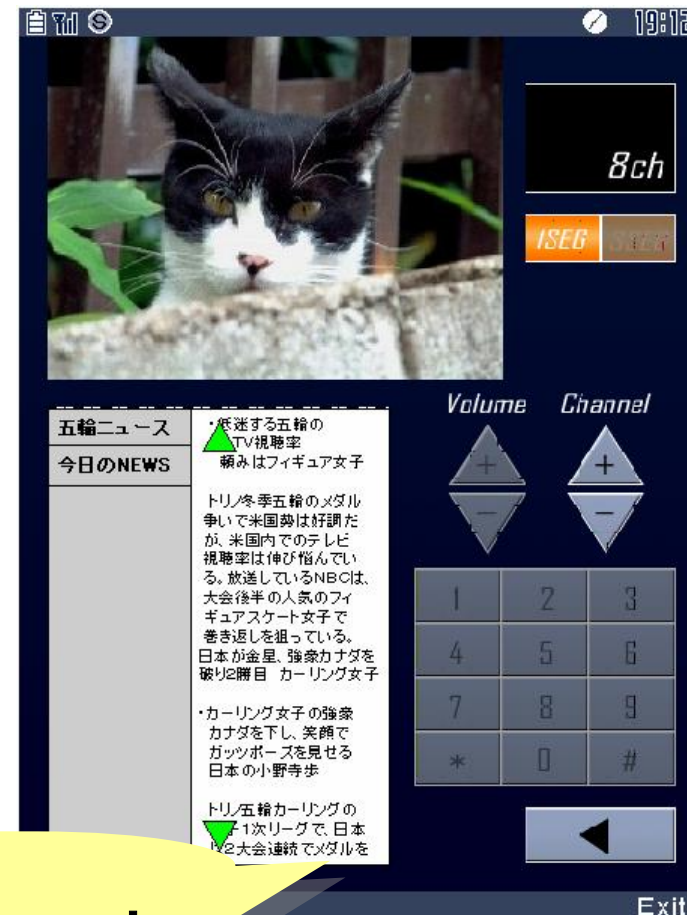 19:12
8ch
1SEG
Volume Channel
五輪ニュース
今日のNEWS
・低迷する五輪の
TV視聴率
頼みはフィギュア女子
トリノ冬季五輪のメダル
争いで米国勢は好調だ
が、米国内でのテレビ
視聴率は伸び悩んでい
る。放送しているNBCは、
大会後半の人気のフィ
ギュアスケート女子で
巻き返しを狙っている。
日本が金星、強豪カナダを
破り2勝目 カーリング女子
・カーリング女子の強豪
カナダを下し、笑顔で
ガッツポーズを見せる
日本の小野寺歩
トリノ五輪カーリングの
子1次リーグで、日本
2大会連続でメダルを
+ +
- -
1 2 3
4 5 6
7 8 9
* 0 #
Exit